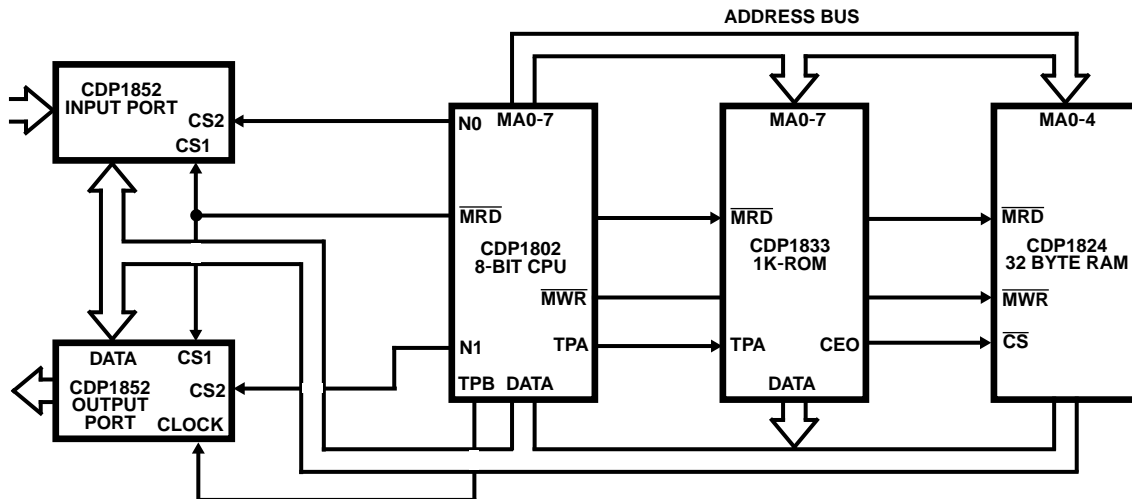 ADDRESS BUS
CDP1852
INPUT PORT
CS2
CS1
N0
MA0-7
MRD
CDP1802
8-BIT CPU
MWR
N1
TPA
TPB
DATA
MA0-7
MRD
CDP1833
1K-ROM
TPA
CEO
DATA
MA0-4
MRD
CDP1824
32 BYTE RAM
MWR
CS
DATA
CS1
CDP1852
OUTPUT
PORT
CS2
CLOCK